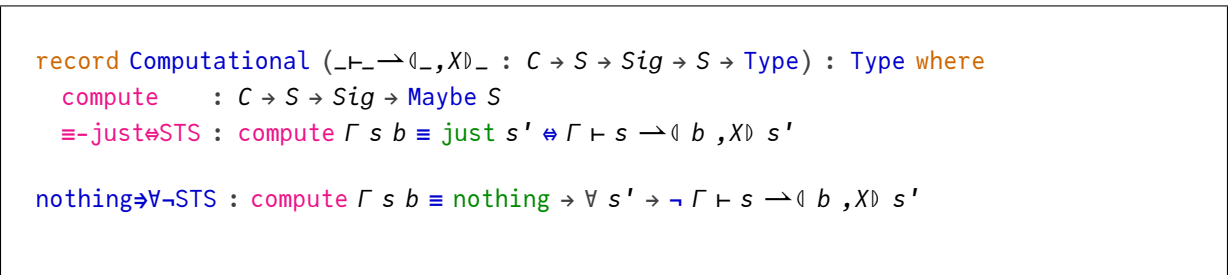 record Computational (_⊢_⇀⦇_,X⦈_ : C → S → Sig → S → Type) : Type where
compute : C → S → Sig → Maybe S
≡-just⇔STS : compute Γ s b ≡ just s' ⇔ Γ ⊢ s ⇀⦇ b ,X⦈ s'
nothing⇒∀¬STS : compute Γ s b ≡ nothing → ∀ s' → ¬ Γ ⊢ s ⇀⦇ b ,X⦈ s'